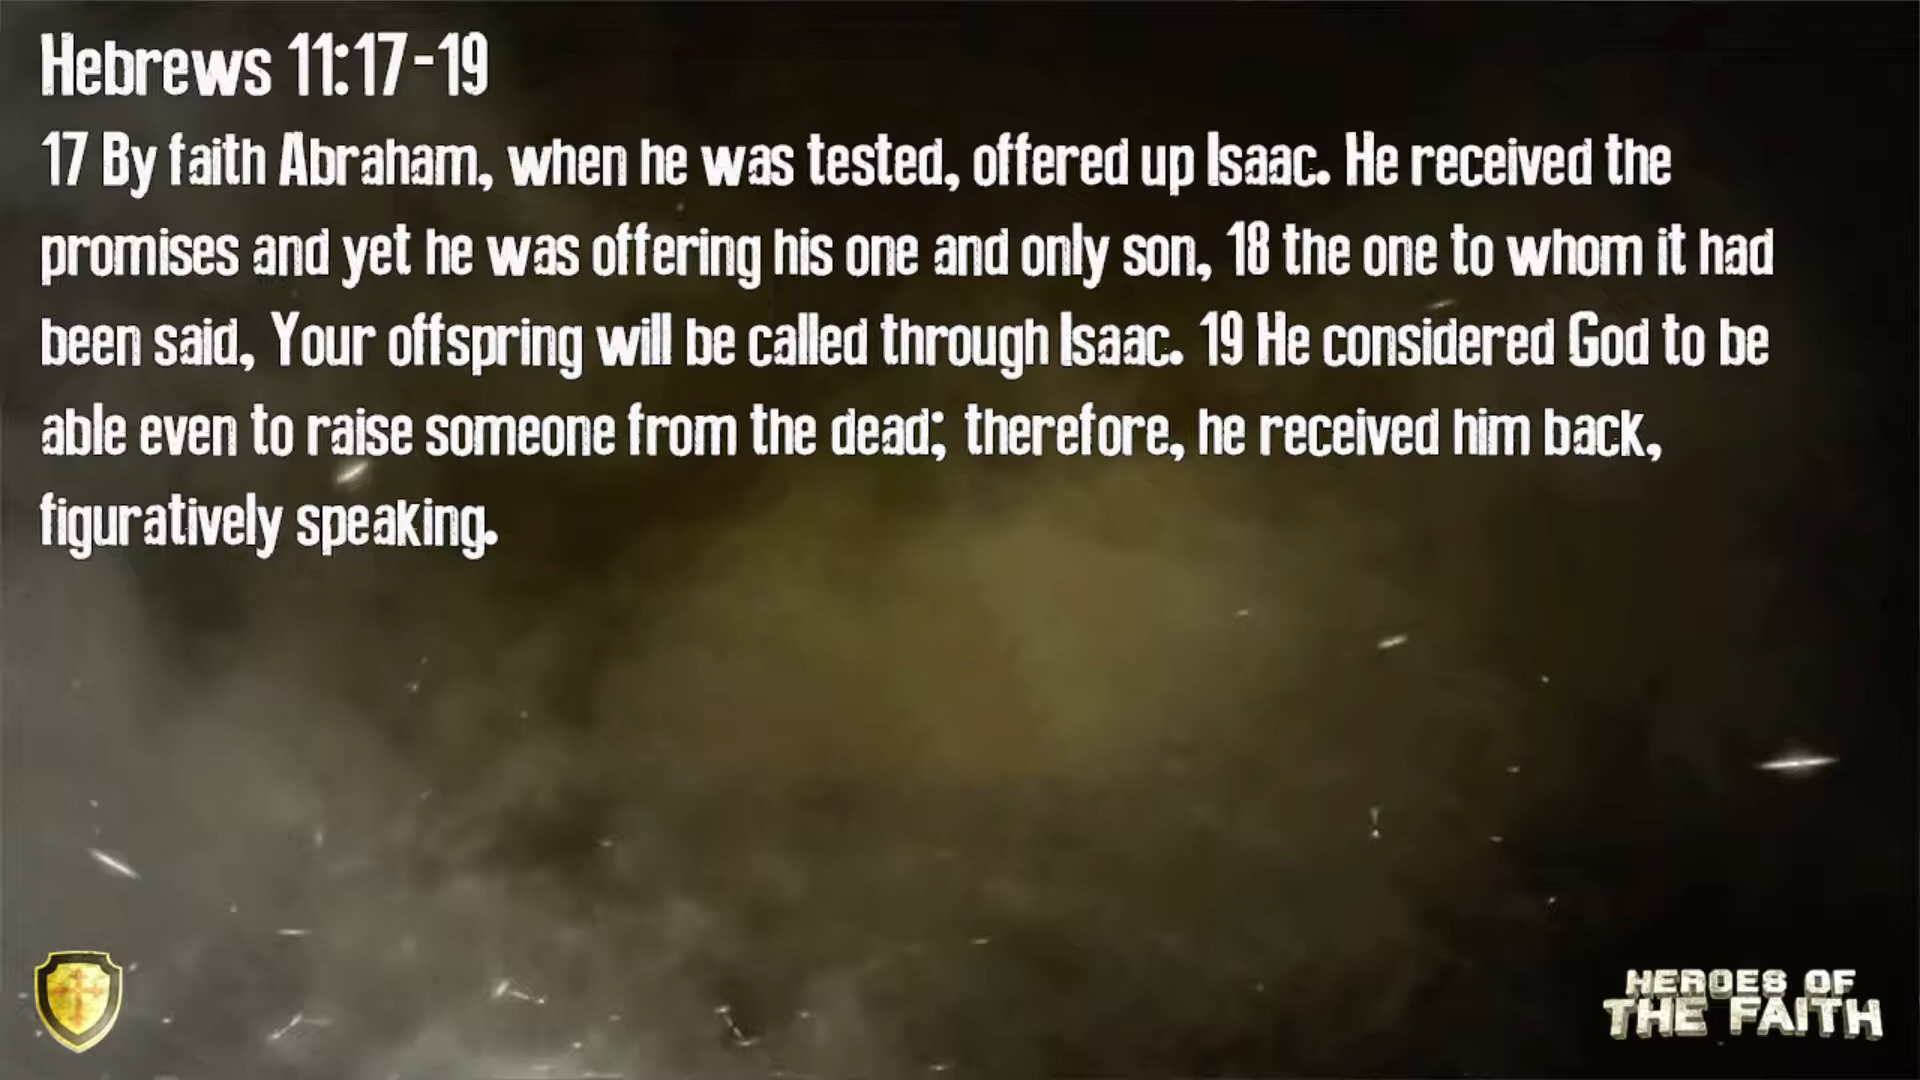 Hebrews 11:17-19
17 By faith Abraham, when he was tested, offered up Isaac. He received the
promises and yet he was offering his one and only son, 18 the one to whom it had
been said, Your offspring will be called through Isaac. 19 He considered God to be
able even to raise someone from the dead; therefore, he received him back,
figuratively speaking.
HEROES OF
THE FAITH